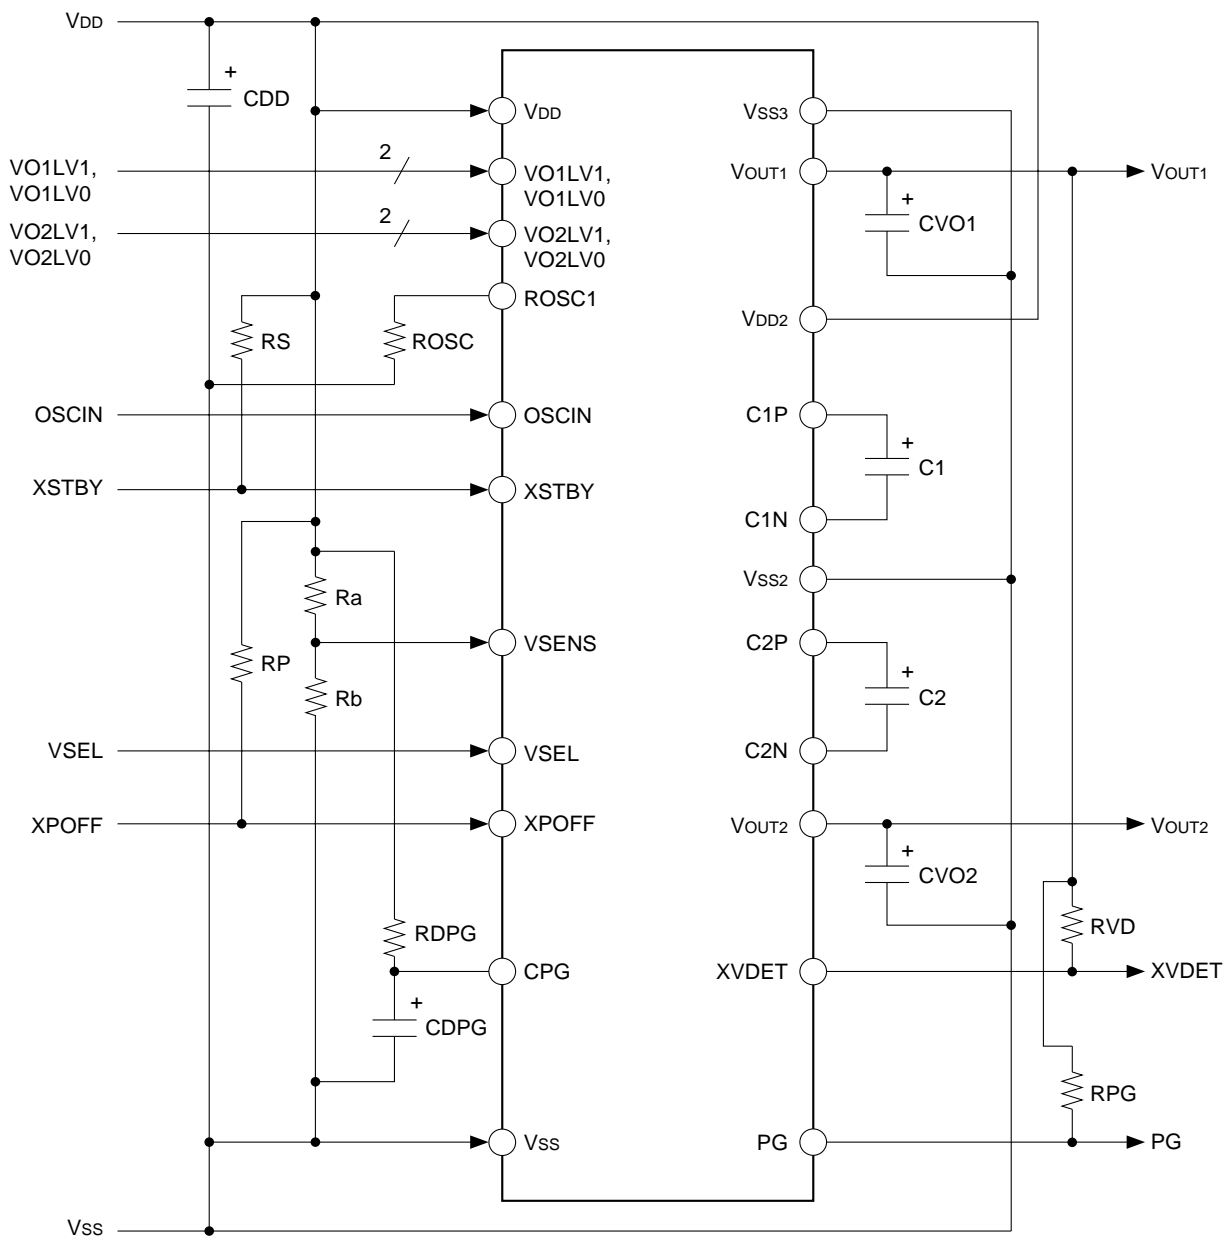 VDD
+
CDD
VDD
VSS3
2
VO1LV1,
VO1LV0
VO1LV1,
VO1LV0
VOUT1
VOUT1
+
CVO1
2
VO2LV1,
VO2LV0
VO2LV1,
VO2LV0
ROSC1
VDD2
RS
ROSC
OSCIN
OSCIN
C1P
+
C1
XSTBY
XSTBY
C1N
VSS2
Ra
VSENS
C2P
RP
+
C2
Rb
VSEL
VSEL
C2N
XPOFF
XPOFF
VOUT2
VOUT2
+
CVO2
RDPG
RVD
CPG
XVDET
XVDET
+
CDPG
RPG
VSS
PG
PG
VSS